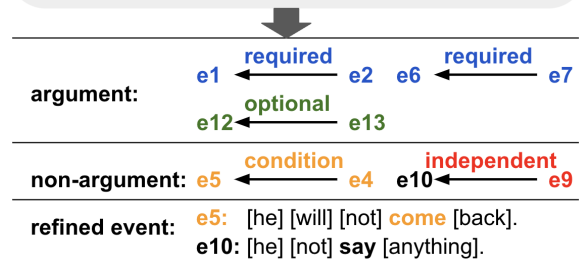 required required
e1 e2 e6 e7
argument:
optional
e12 e13
condition independent
non-argument: e5 e4 e10 e9
refined event: e5: [he] [will] [not] come [back].
e10: [he] [not] say [anything].